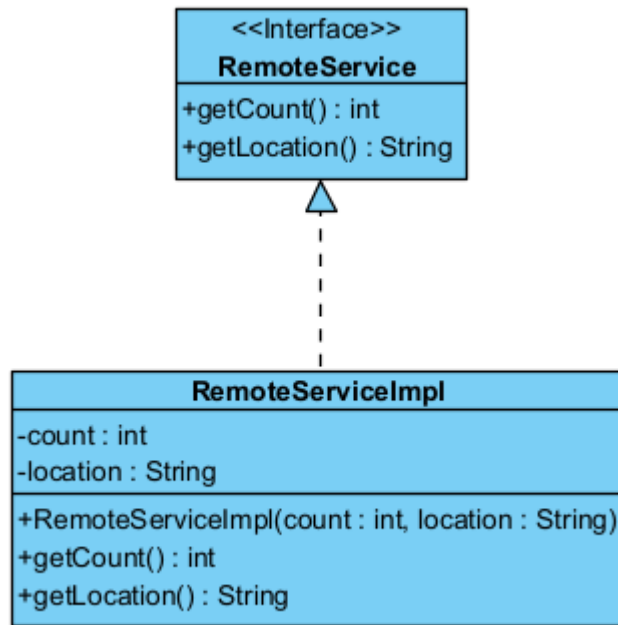 <<Interface>>
RemoteService
+getCount() : int
+getLocation() : String
RemoteServiceImpl
-count : int
-location : String
+RemoteServiceImpl(count : int, location : String)
+getCount() : int
+getLocation() : String